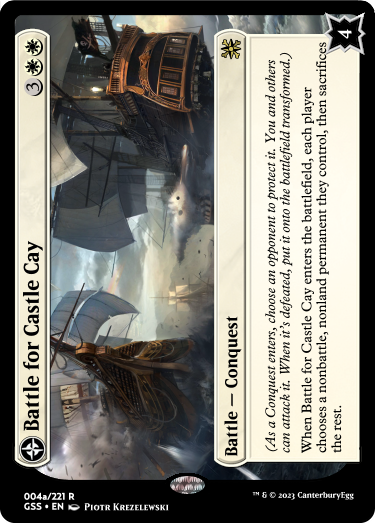 Battle for Castle Cay
3
Battle — Conquest
(As a Conquest enters, choose an opponent to protect it. You and others
can attack it. When it's defeated, put it onto the battlefield transformed.)
When Battle for Castle Cay enters the battlefield, each player
chooses a nonbattle, nonland permanent they control, then sacrifices
the rest.
4
004a/221 R
GSS • EN Piotr Krezelewski
™ & © 2023 CanterburyEgg